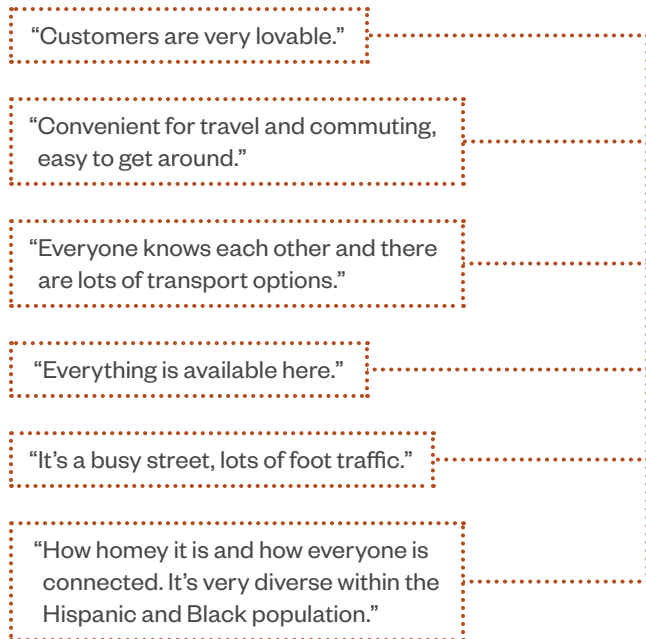 “Customers are very lovable.”
“Convenient for travel and commuting,
easy to get around.”
“Everyone knows each other and there
are lots of transport options.”
“Everything is available here.”
“It’s a busy street, lots of foot traffic.”
“How homey it is and how everyone is
connected. It’s very diverse within the
Hispanic and Black population.”